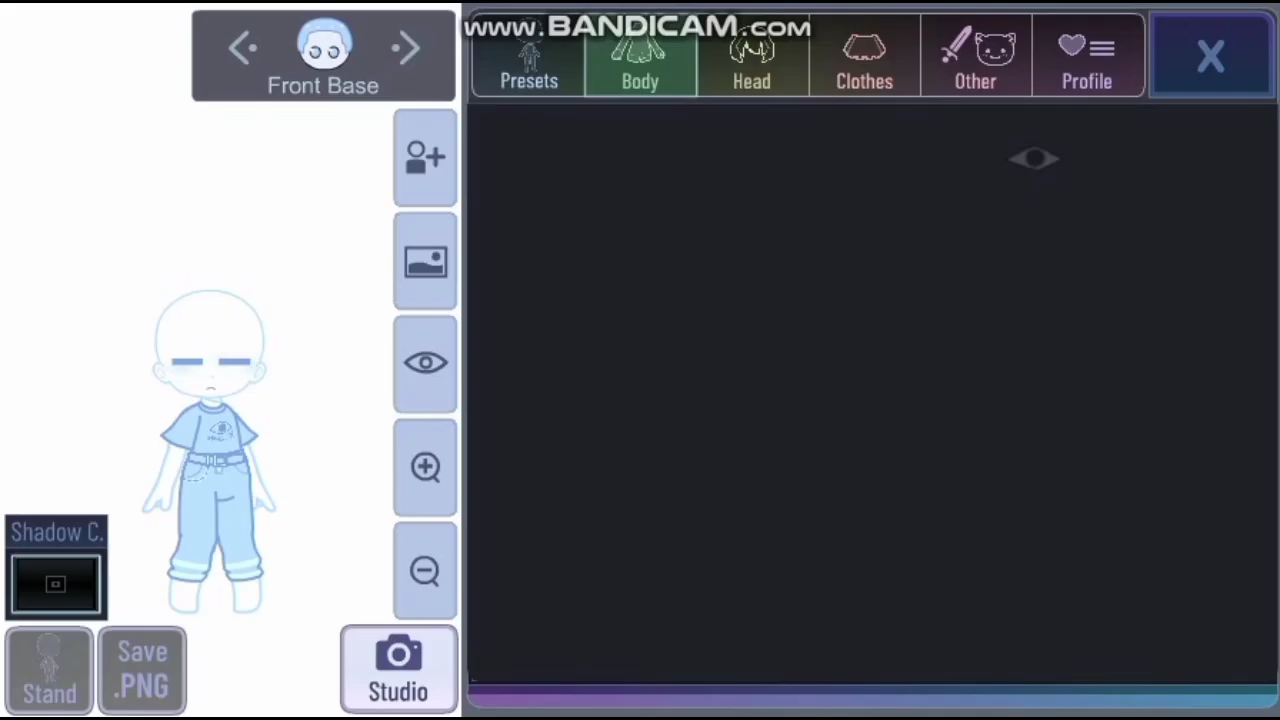 www.BANDICAM.com
Front Base
Presets
Body
Head
Clothes
Other
Profile
X
Shadow C.
Stand
Save
.PNG
Studio